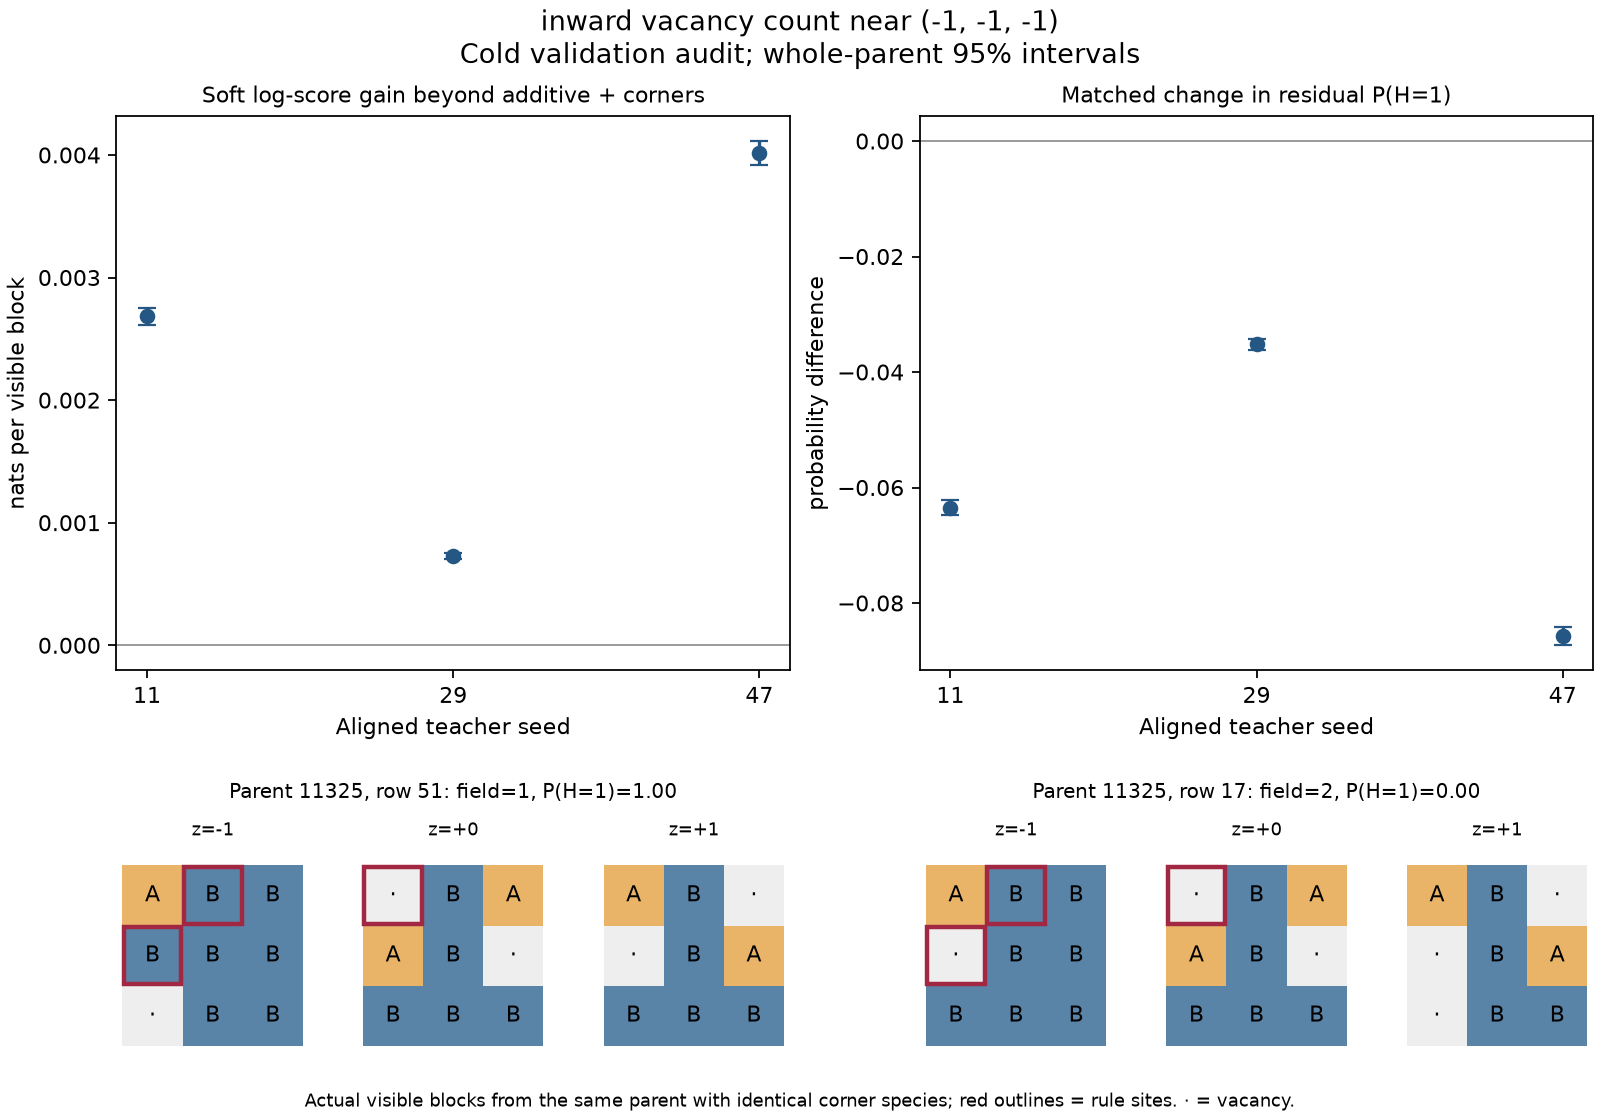 inward vacancy count near (-1, -1, -1)
Cold validation audit; whole-parent 95% intervals
Soft log-score gain beyond additive + corners
nats per visible block
0.004
0.003
0.002
0.001
0.000
11 29 47
Aligned teacher seed
Matched change in residual P(H=1)
probability difference
0.00
−0.02
−0.04
−0.06
−0.08
11 29 47
Aligned teacher seed
Parent 11325, row 51: field=1, P(H=1)=1.00
z=-1 z=+0 z=+1
A B B · B A A B ·
B B B A B · · B A
· B B B B B B B B
Parent 11325, row 17: field=2, P(H=1)=0.00
z=-1 z=+0 z=+1
A B B · B A A B ·
· B B A B · · B A
B B B B B B · B B
Actual visible blocks from the same parent with identical corner species; red outlines = rule sites. · = vacancy.